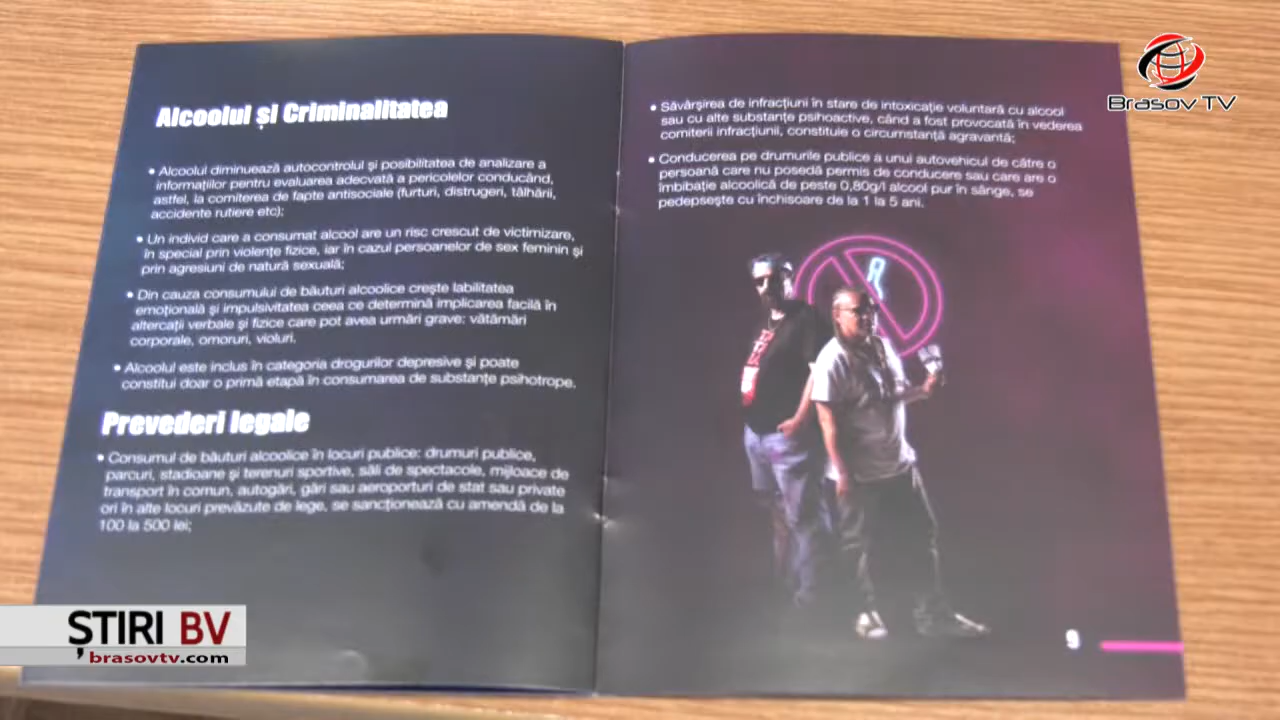 Alcoolul și Criminalitatea
• Alcoolul diminuează autocontrolul și posibilitatea de analizare a
informațiilor pentru evaluarea adecvată a pericolelor conducând,
astfel, la comiterea de fapte antisociale (furturi, distrugeri, tâlhării,
accidente rutiere etc);
• Un individ care a consumat alcool are un risc crescut de victimizare,
în special prin violențe fizice, iar în cazul persoanelor de sex feminin și
prin agresiuni de natură sexuală;
• Din cauza consumului de băuturi alcoolice crește labilitatea
emoțională și impulsivitatea ceea ce determină implicarea facilă în
altercații verbale și fizice care pot avea urmări grave: vătămări
corporale, omoruri, violuri.
• Alcoolul este inclus în categoria drogurilor depresive și poate
constitui doar o primă etapă în consumarea de substanțe psihotrope.
Prevederi legale
• Consumul de băuturi alcoolice în locuri publice: drumuri publice,
parcuri, stadioane și terenuri sportive, săli de spectacole, mijloace de
transport în comun, autogări, gări sau aeroporturi de stat sau private
ori în alte locuri prevăzute de lege, se sancționează cu amendă de la
100 la 500 lei;
• Săvârșirea de infracțiuni în stare de intoxicație voluntară cu alcool
sau cu alte substanțe psihoactive, când a fost provocată în vederea
comiterii infracțiunii, constituie o circumstanță agravantă;
• Conducerea pe drumurile publice a unui autovehicul de către o
persoană care nu posedă permis de conducere sau care are o
îmbibație alcoolică de peste 0,80g/l alcool pur în sânge, se
pedepsește cu închisoare de la 1 la 5 ani.
9
Brasov TV
ȘTIRI BV
brasovtv.com